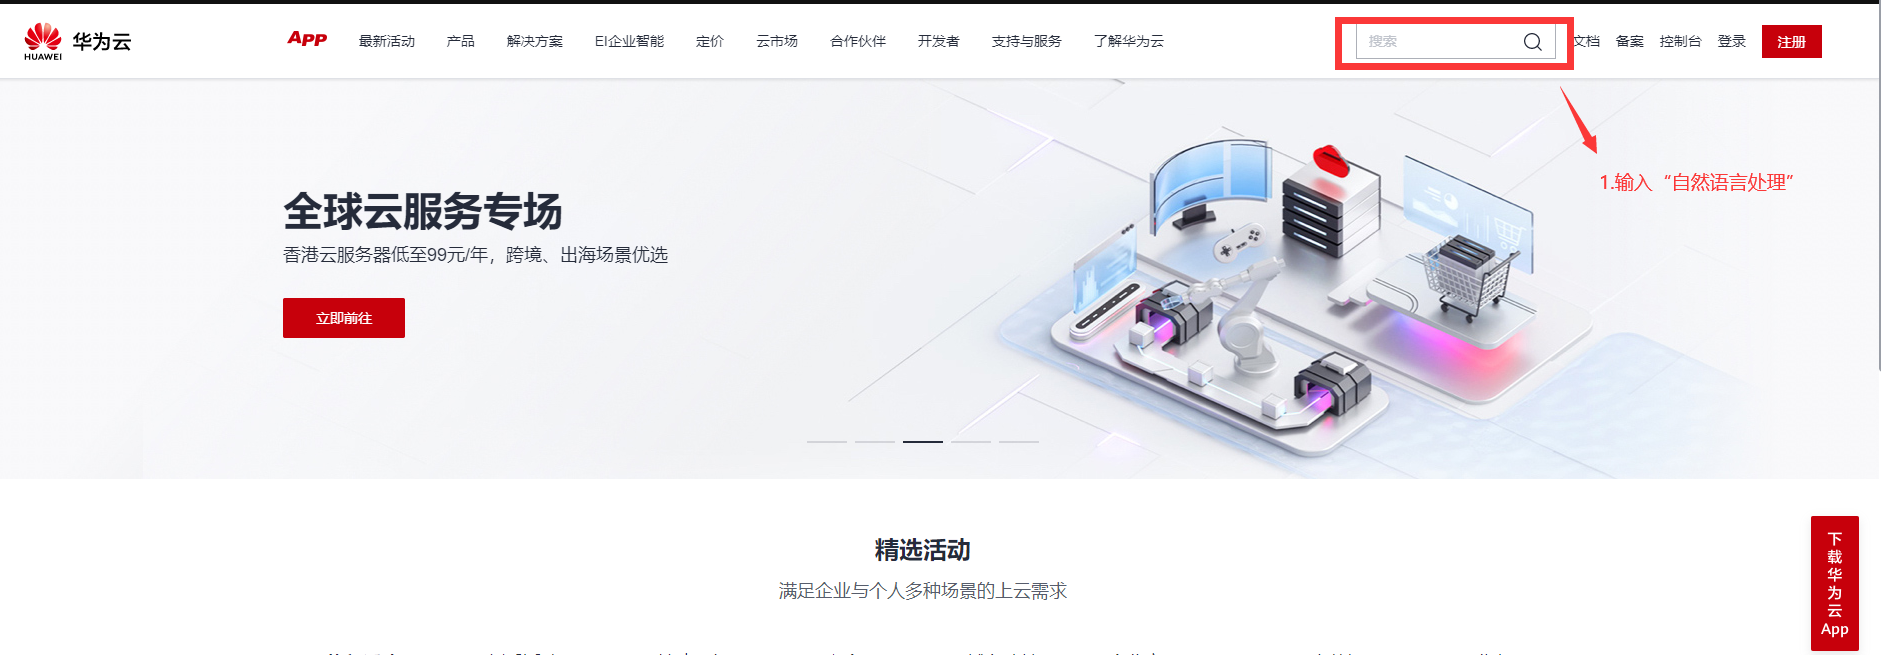 HUAWEI 华为云
APP 最新活动 产品 解决方案 EI企业智能 定价 云市场 合作伙伴 开发者 支持与服务 了解华为云 搜索 文档 备案 控制台 登录 注册
1.输入“自然语言处理”
全球云服务专场
香港云服务器低至99元/年，跨境、出海场景优选
立即前往
精选活动
满足企业与个人多种场景的上云需求
下
载
华
为
云
App